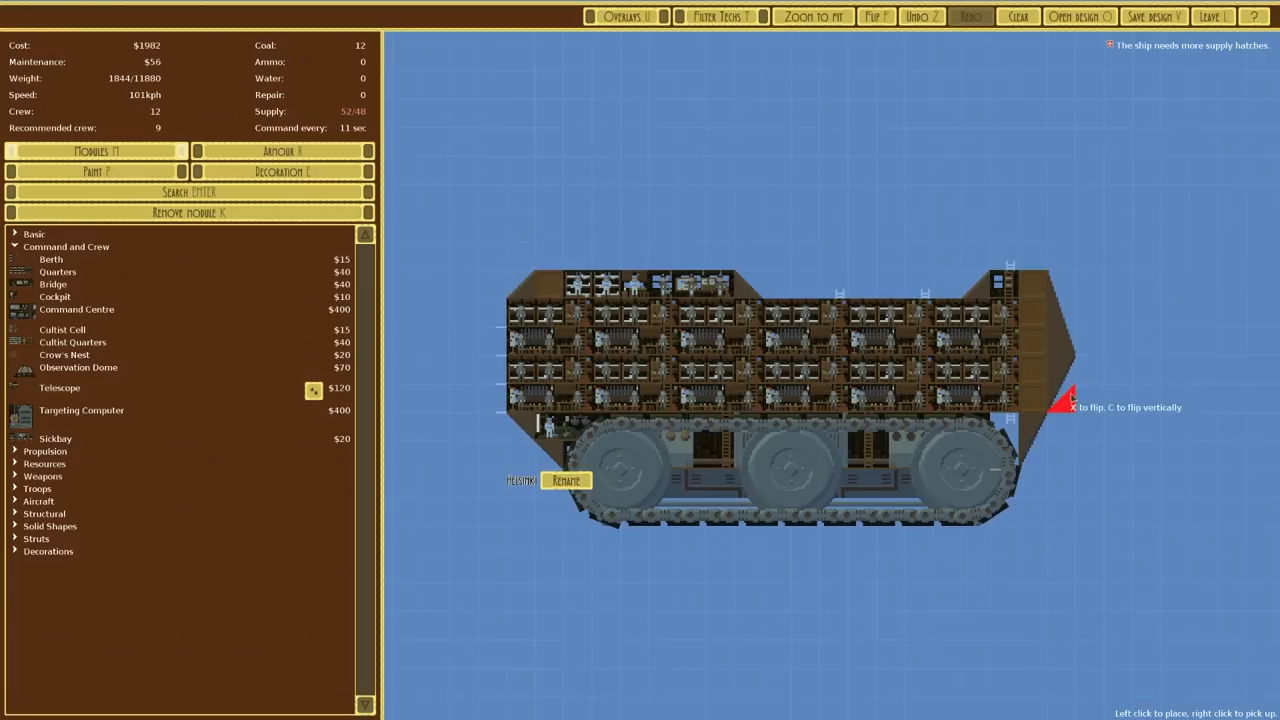 OVERLAYS U FILTER TECHS T ZOOM TO FIT FLIP F UNDO Z REDO CLEAR OPEN DESIGN O SAVE DESIGN V LEAVE L ?
The ship needs more supply hatches.
Cost: $1982 Coal: 12
Maintenance: $56 Ammo: 0
Weight: 1844/11880 Water: 0
Speed: 101kph Repair: 0
Crew: 12 Supply: 52/48
Recommended crew: 9 Command every: 11 sec
MODULES M ARMOUR R
PAINT P DECORATION E
SEARCH ENTER
REMOVE MODULE K
Basic
Command and Crew
Berth $15
Quarters $40
Bridge $40
Cockpit $10
Command Centre $400
Cultist Cell $15
Cultist Quarters $40
Crow's Nest $20
Observation Dome $70
Telescope $120
Targeting Computer $400
Sickbay $20
Propulsion
Resources
Weapons
Troops
Aircraft
Structural
Solid Shapes
Struts
Decorations
X to flip, C to flip vertically
HELSINKI RENAME
Left click to place, right click to pick up.